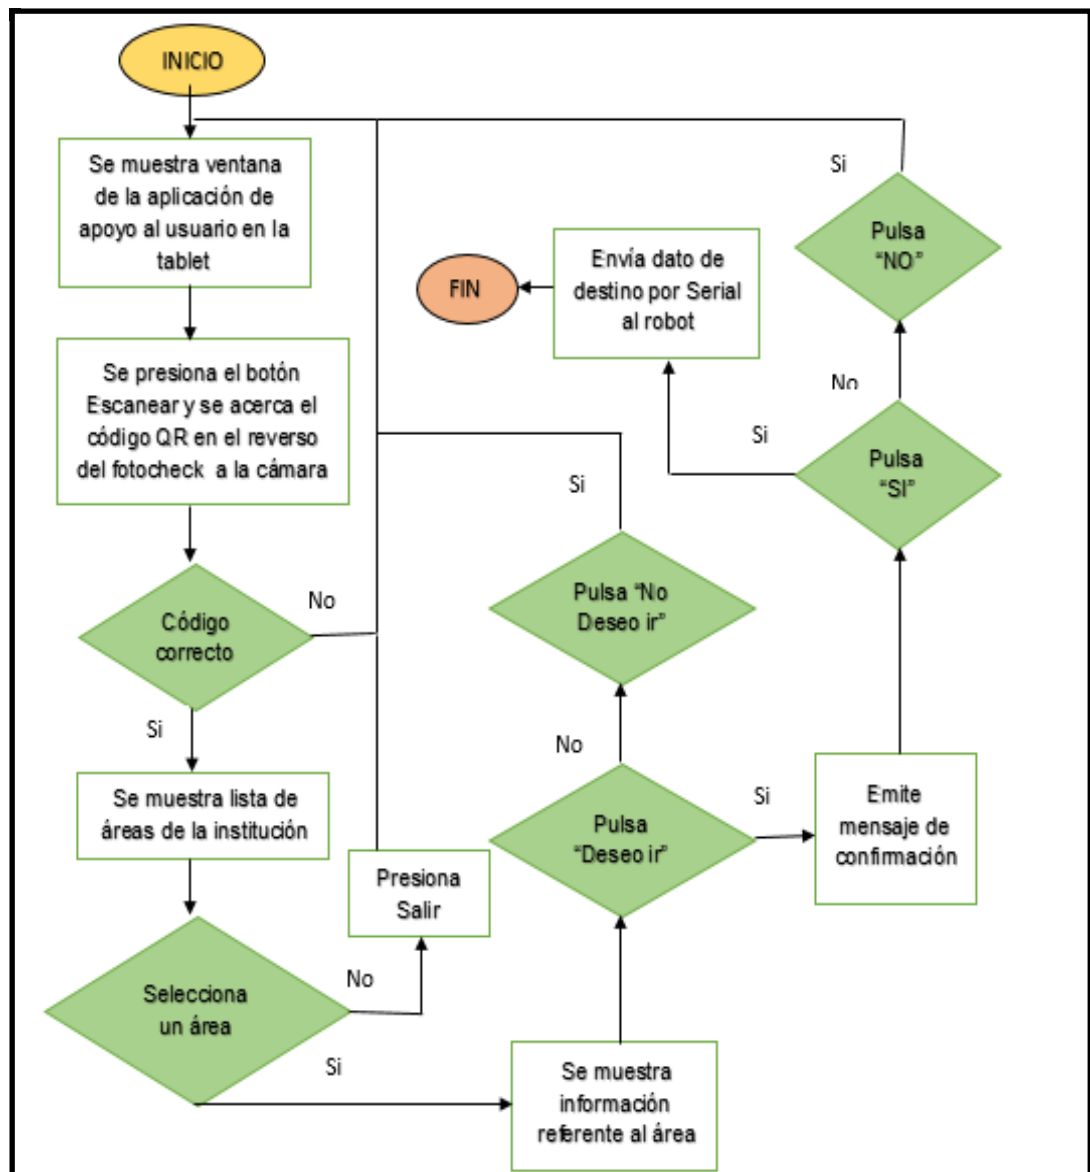 INICIO
Se muestra ventana
de la aplicación de
apoyo al usuario en la
tablet
Se presiona el botón
Escanear y se acerca el
código QR en el reverso
del fotocheck a la cámara
Código
correcto
No
Si
Se muestra lista de
áreas de la institución
Selecciona
un área
No
Presiona
Salir
Si
Se muestra
información
referente al área
Pulsa
“Deseo ir”
No
Pulsa “No
Deseo ir”
Si
Si
Emite
mensaje de
confirmación
Pulsa
“SI”
Si
Envía dato de
destino por Serial
al robot
FIN
No
Pulsa
“NO”
Si